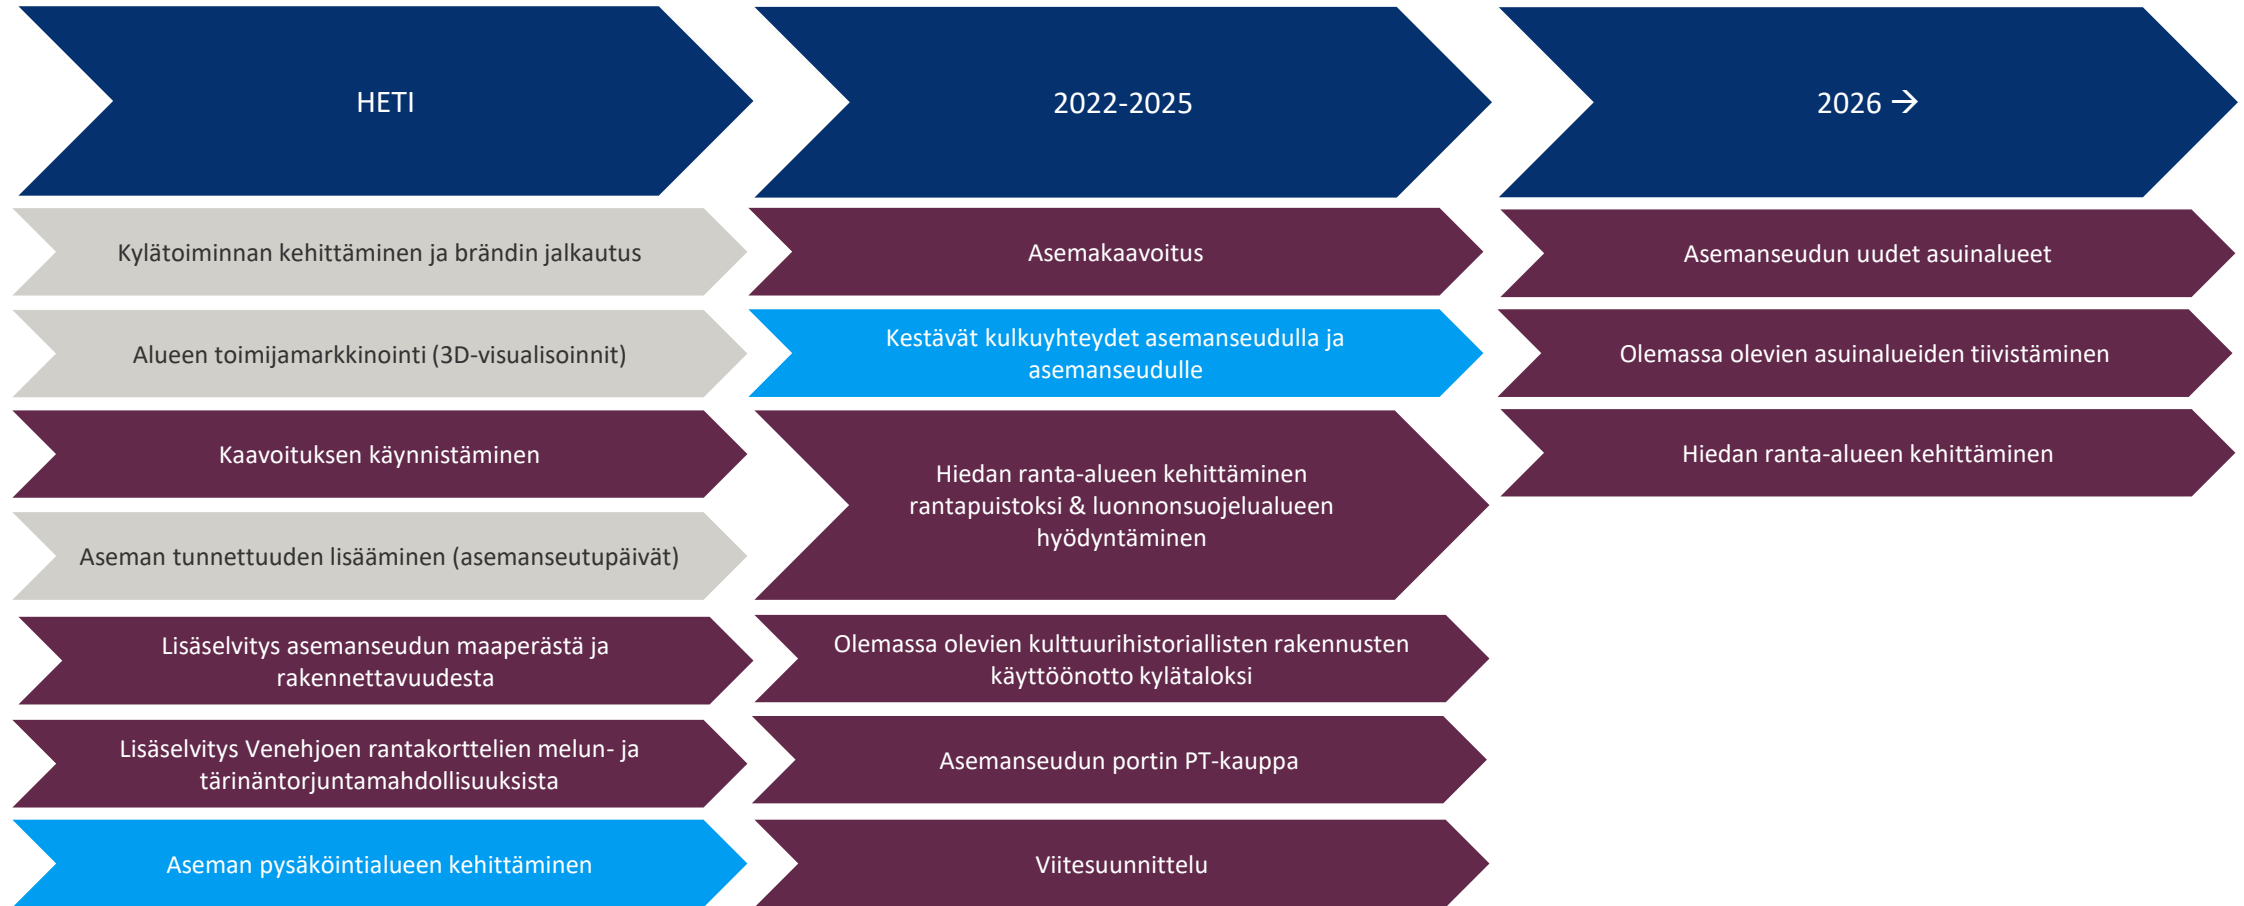 HETI
Kylätoiminnan kehittäminen ja brändin jalkautus
Alueen toimijamarkkinointi (3D-visualisoinnit)
Kaavoituksen käynnistäminen
Aseman tunnettuuden lisääminen (asemanseutupäivät)
Lisäselvitys asemanseudun maaperästä ja
rakennettavuudesta
Lisäselvitys Venehjoen rantakorttelien melun- ja
tärinäntorjuntamahdollisuuksista
Aseman pysäköintialueen kehittäminen
2022-2025
Asemakaavoitus
Kestävät kulkuyhteydet asemanseudulla ja
asemanseudulle
Hiedan ranta-alueen kehittäminen
rantapuistoksi & luonnonsuojelualueen
hyödyntäminen
Olemassa olevien kulttuurihistoriallisten rakennusten
käyttöönotto kylätaloksi
Asemanseudun portin PT-kauppa
Viitesuunnittelu
2026 →
Asemanseudun uudet asuinalueet
Olemassa olevien asuinalueiden tiivistäminen
Hiedan ranta-alueen kehittäminen